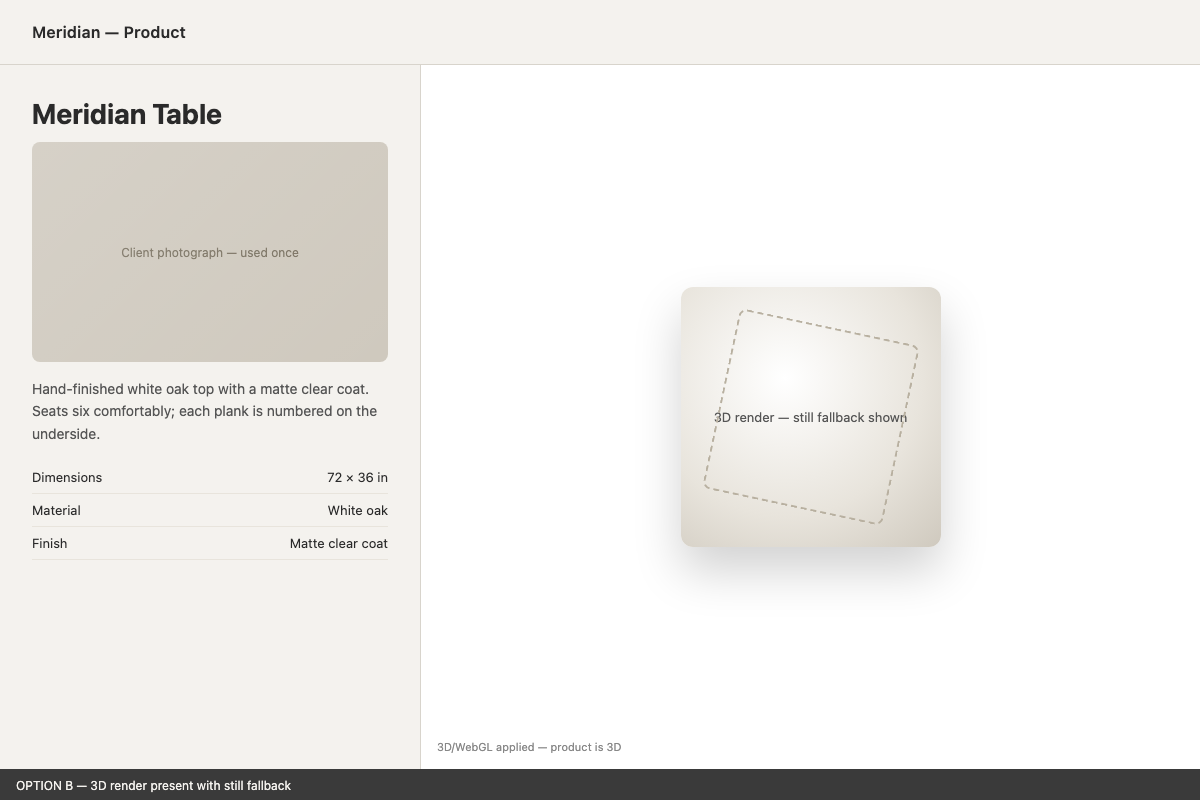 Meridian — Product
Meridian Table
Client photograph — used once
Hand-finished white oak top with a matte clear coat.
Seats six comfortably; each plank is numbered on the
underside.
Dimensions 72 × 36 in
Material White oak
Finish Matte clear coat
3D render — still fallback shown
3D/WebGL applied — product is 3D
OPTION B — 3D render present with still fallback